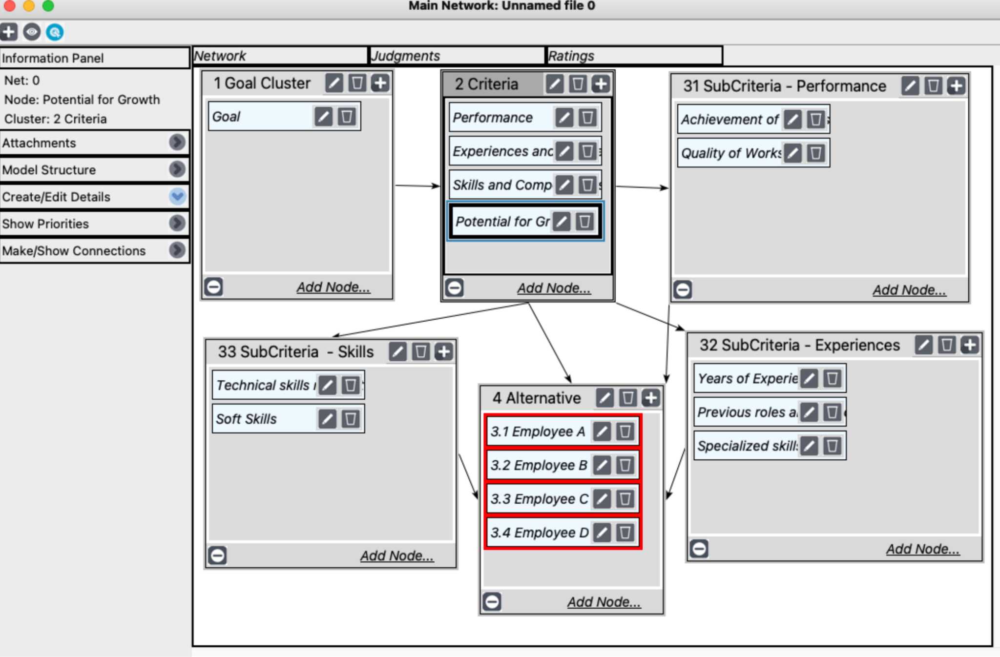 Main Network: Unnamed file 0
Information Panel
Net: 0
Node: Potential for Growth
Cluster: 2 Criteria
Attachments
Model Structure
Create/Edit Details
Show Priorities
Make/Show Connections
Network
Judgments
Ratings
1 Goal Cluster
Goal
Add Node...
2 Criteria
Performance
Experiences and
Skills and Comp
Potential for Gr
Add Node...
31 SubCriteria - Performance
Achievement of
Quality of Works
Add Node...
33 SubCriteria - Skills
Technical skills
Soft Skills
Add Node...
4 Alternative
3.1 Employee A
3.2 Employee B
3.3 Employee C
3.4 Employee D
Add Node...
32 SubCriteria - Experiences
Years of Experie
Previous roles
Specialized skills
Add Node...